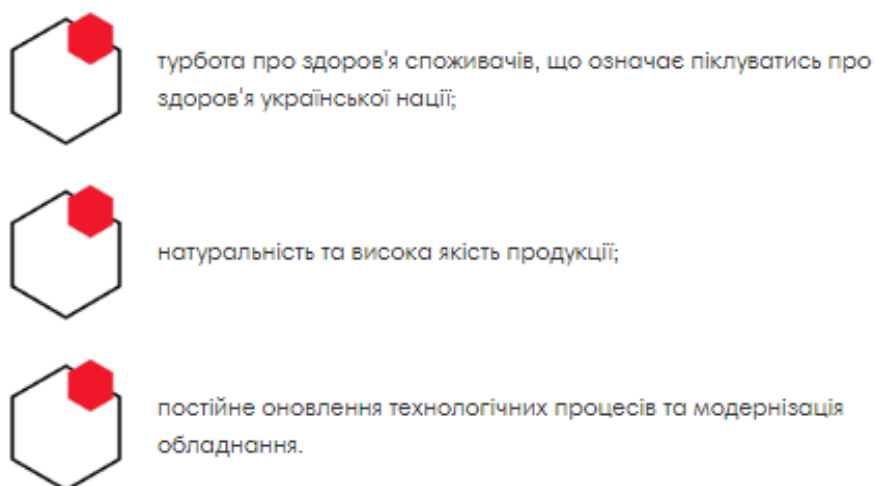 турбота про здоров'я споживачів, що означає піклуватись про
здоров'я української нації;
натуральність та висока якість продукції;
постійне оновлення технологічних процесів та модернізація
обладнання.